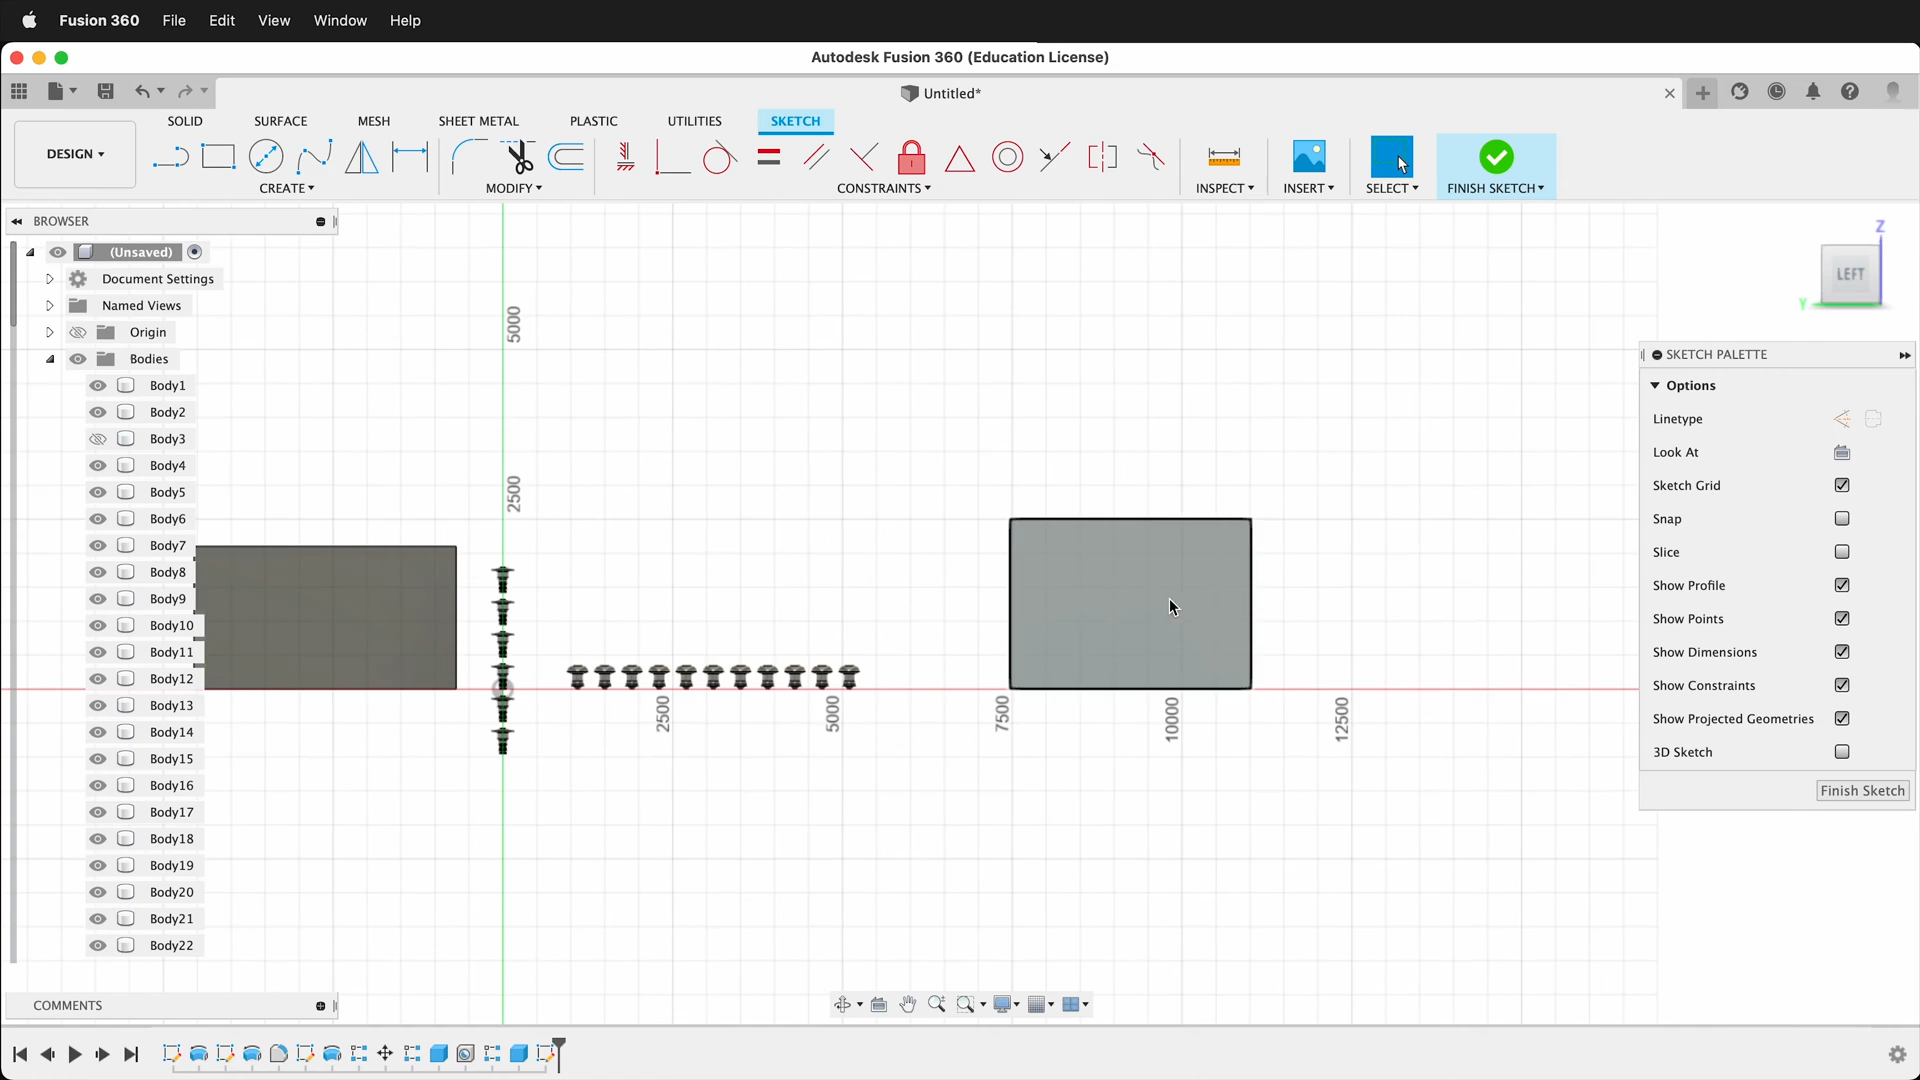 Fusion 360 File Edit View Window Help
Autodesk Fusion 360 (Education License)
Untitled*
SOLID SURFACE MESH SHEET METAL PLASTIC UTILITIES SKETCH
DESIGN
CREATE MODIFY CONSTRAINTS INSPECT INSERT SELECT FINISH SKETCH
BROWSER
(Unsaved)
Document Settings
Named Views
Origin
Bodies
Body1
Body2
Body3
Body4
Body5
Body6
Body7
Body8
Body9
Body10
Body11
Body12
Body13
Body14
Body15
Body16
Body17
Body18
Body19
Body20
Body21
Body22
5000
2500
2500
5000
7500
10000
12500
Z
LEFT
Y
SKETCH PALETTE
Options
Linetype
Look At
Sketch Grid
Snap
Slice
Show Profile
Show Points
Show Dimensions
Show Constraints
Show Projected Geometries
3D Sketch
Finish Sketch
COMMENTS